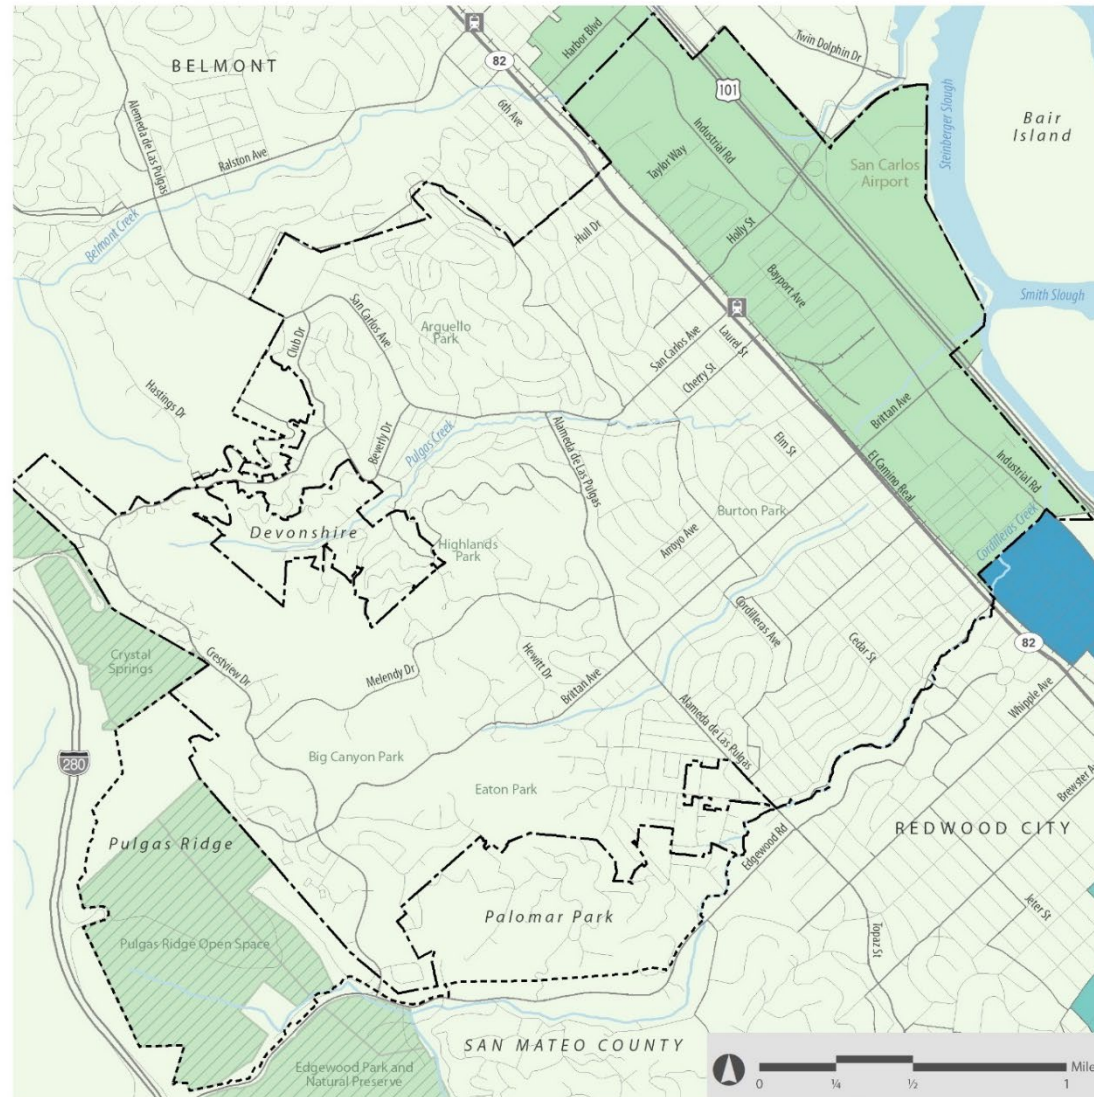 BELMONT
82
Harbor Blvd
Twin Dolphin Dr
101
6th Ave
Alameda de Las Pulgas
Ralston Ave
Industrial Rd
Taylor Way
San Carlos
Airport
Steinberger Slough
Bair
Island
Belmont Creek
Hull Dr
Holly St
Bayport Ave
Smith Slough
San Carlos Ave
Club Dr
Arguello
Park
Laurel St
San Carlos Ave
Cherry St
Hastings Dr
Beverly Dr
Pulgas Creek
Alameda de Las Pulgas
Elm St
Brittan Ave
El Camino Real
Industrial Rd
Devonshire
Highlands
Park
Burton Park
Arroyo Ave
Cordilleras Creek
Crystal
Springs
Crestview Dr
Melendy Dr
Hewitt Dr
Brittan Ave
Cordilleras Ave
Cedar St
82
Whipple Ave
280
Big Canyon Park
Alameda de Las Pulgas
Eaton Park
Brewster Av
Pulgas Ridge
Edgewood Rd
REDWOOD CITY
Palomar Park
Jeter St
Topaz St
Pulgas Ridge Open Space
SAN MATEO COUNTY
Edgewood Park and
Natural Preserve
0 ¼ ½ 1
Mile